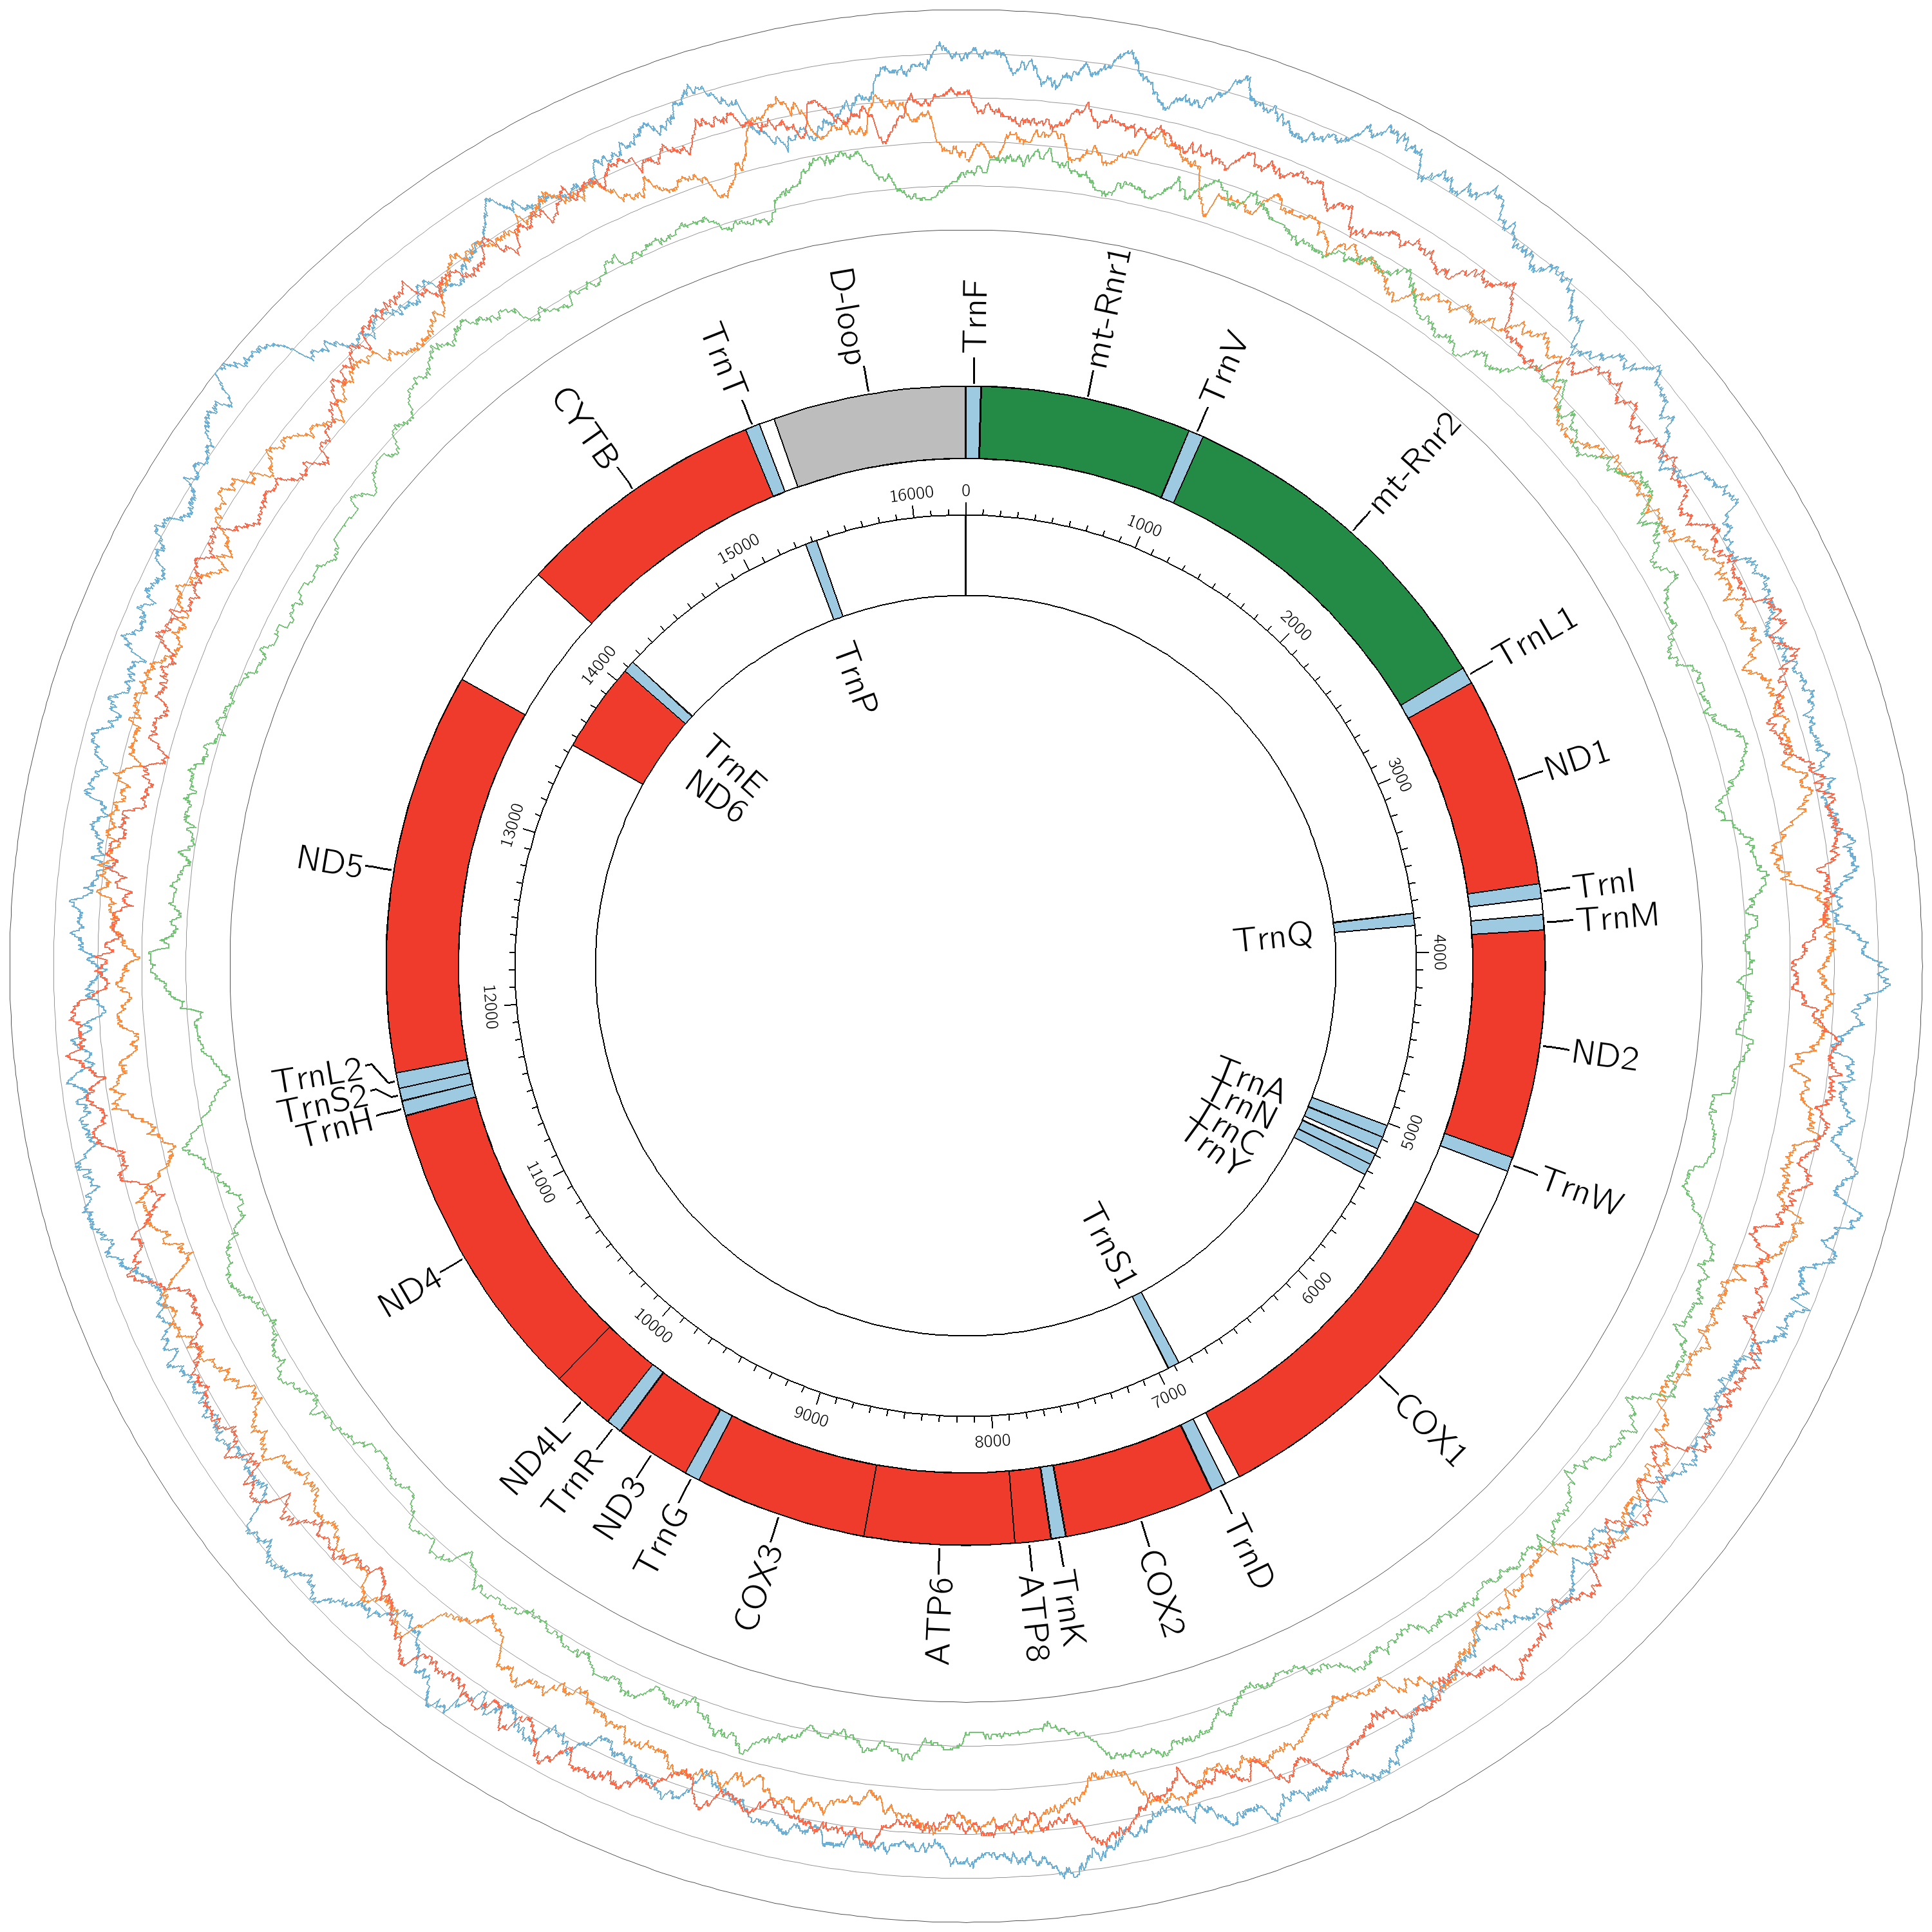 TrnF
mt-Rnr1
TrnV
mt-Rnr2
TrnL1
ND1
TrnI
TrnM
ND2
TrnW
COX1
TrnD
COX2
TrnK
ATP8
ATP6
COX3
TrnG
ND3
TrnR
ND4L
ND4
TrnH
TrnS2
TrnL2
ND5
CYTB
TrnT
D-loop
0
1000
2000
3000
4000
5000
6000
7000
8000
9000
10000
11000
12000
13000
14000
15000
16000
TrnQ
TrnA
TrnN
TrnC
TrnY
TrnS1
ND6
TrnE
TrnP